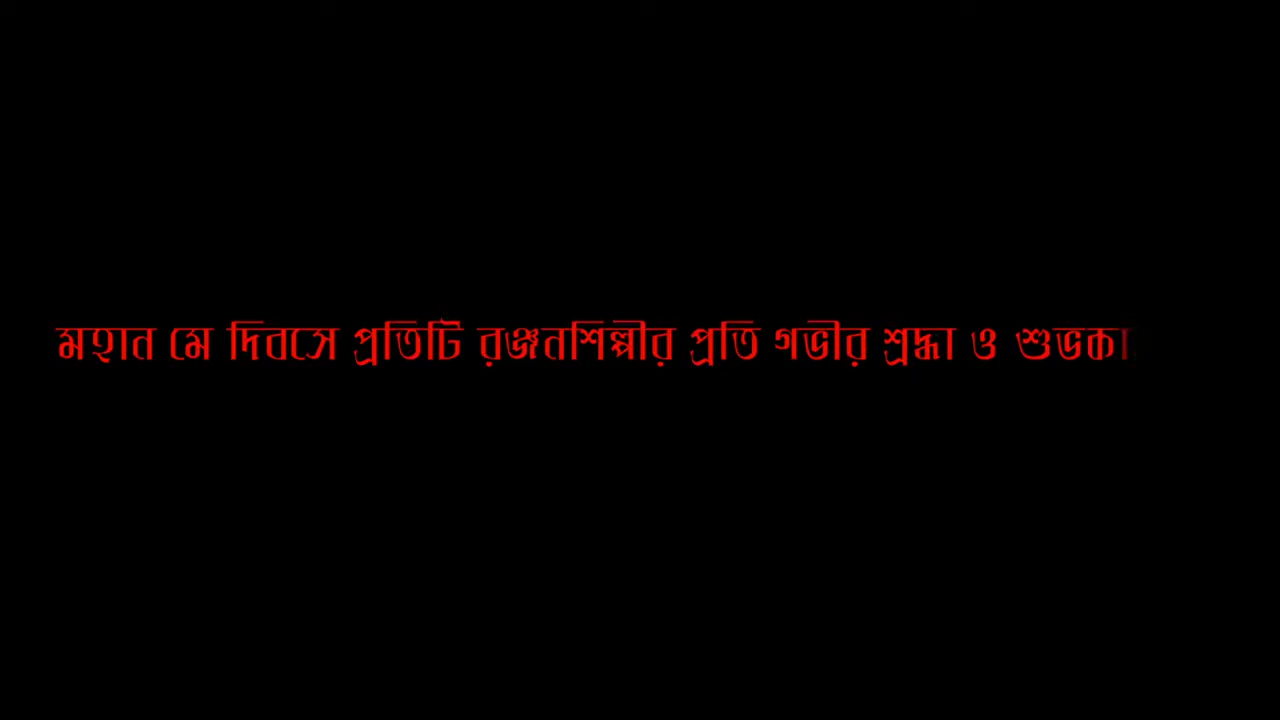 মহান মে দিবসে প্রতিটি রঞ্জনশিল্পীর প্রতি গভীর শ্রদ্ধা ও শুভকা